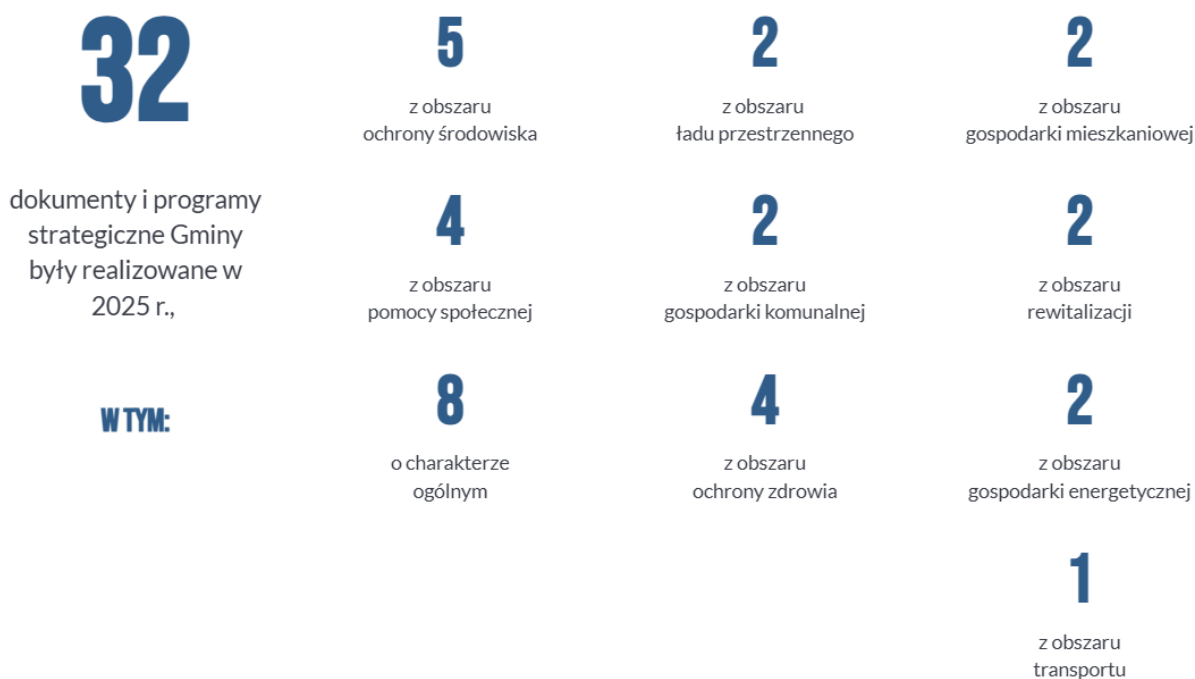 32
dokumenty i programy
strategiczne Gminy
były realizowane w
2025 r.,
W TYM:
5
z obszaru
ochrony środowiska
2
z obszaru
ładu przestrzennego
2
z obszaru
gospodarki mieszkaniowej
4
z obszaru
pomocy społecznej
2
z obszaru
gospodarki komunalnej
2
z obszaru
rewitalizacji
8
o charakterze
ogólnym
4
z obszaru
ochrony zdrowia
2
z obszaru
gospodarki energetycznej
1
z obszaru
transportu